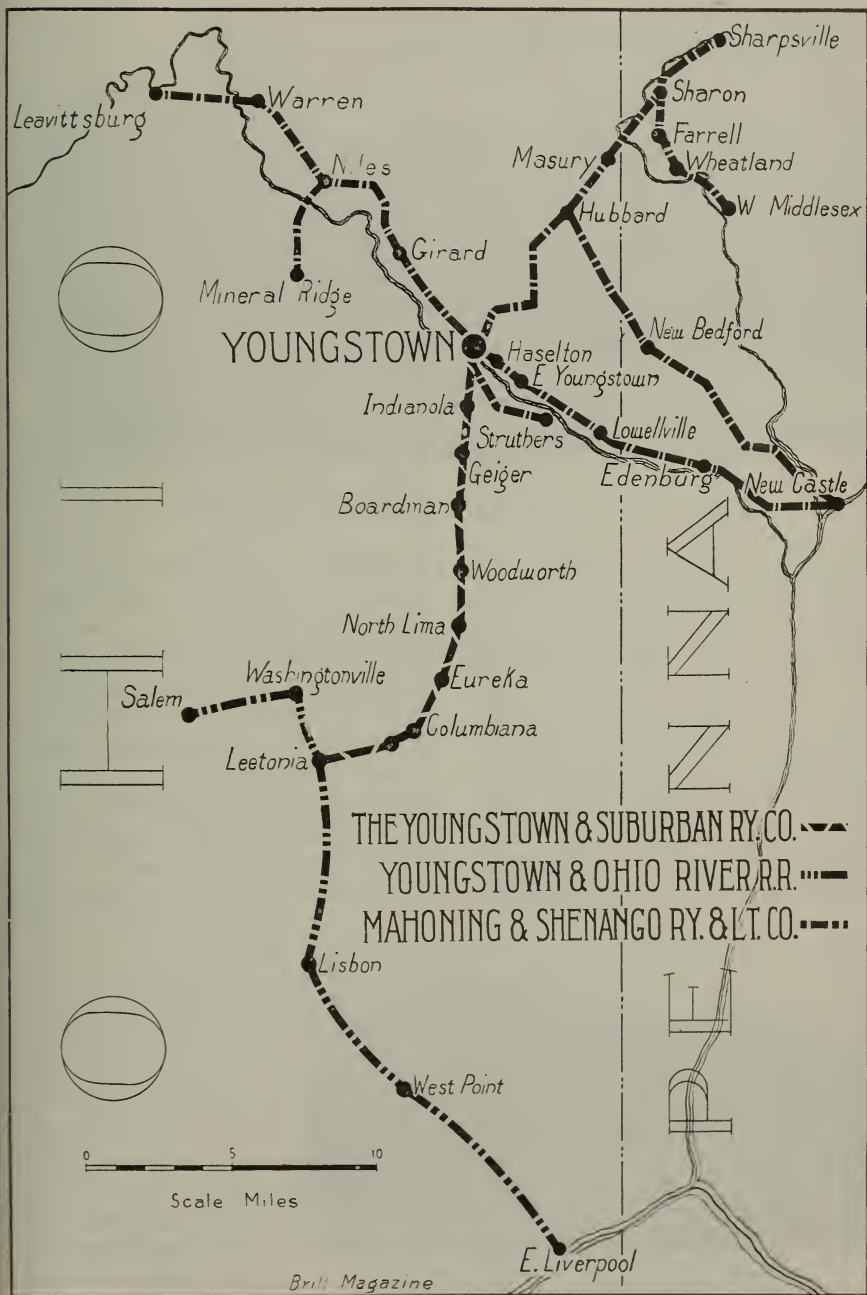 Sharpsville
Leavittsburg
Warren
Sharon
Farrell
Masury
Wheatland
Niles
W Middlesex
Hubbard
Girard
Mineral Ridge
New Bedford
YOUNGSTOWN
Haselton
E Youngstown
Indianola
Struthers
Lowellville
Geiger
Edenburg
New Castle
Boardman
Woodworth
North Lima
Washingtonville
Eureka
Salem
Columbiana
Leetonia
OHIO
PENNA
THE YOUNGSTOWN & SUBURBAN RY. CO.
YOUNGSTOWN & OHIO RIVER R.R.
MAHONING & SHENANGO RY. & LT. CO.
Lisbon
West Point
0 5 10
Scale Miles
E. Liverpool
Brill Magazine